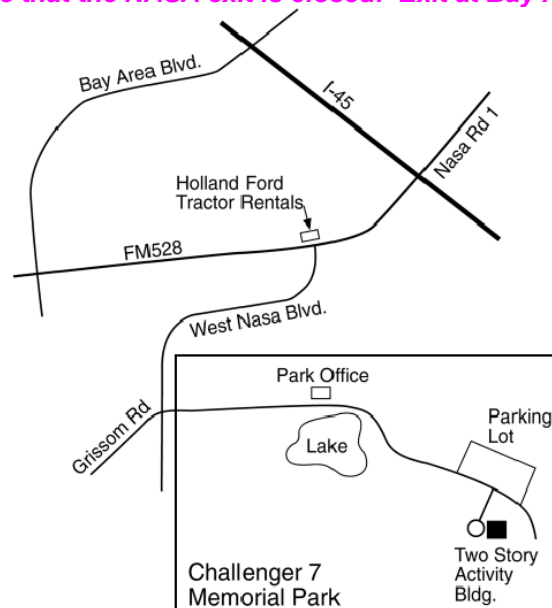 that the NASA exit is closed! Exit at Bay
Bay Area Blvd.
I-45
Nasa Rd 1
Holland Ford
Tractor Rentals
FM528
West Nasa Blvd.
Park Office
Grissom Rd
Lake
Parking
Lot
Two Story
Activity
Bldg.
Challenger 7
Memorial Park